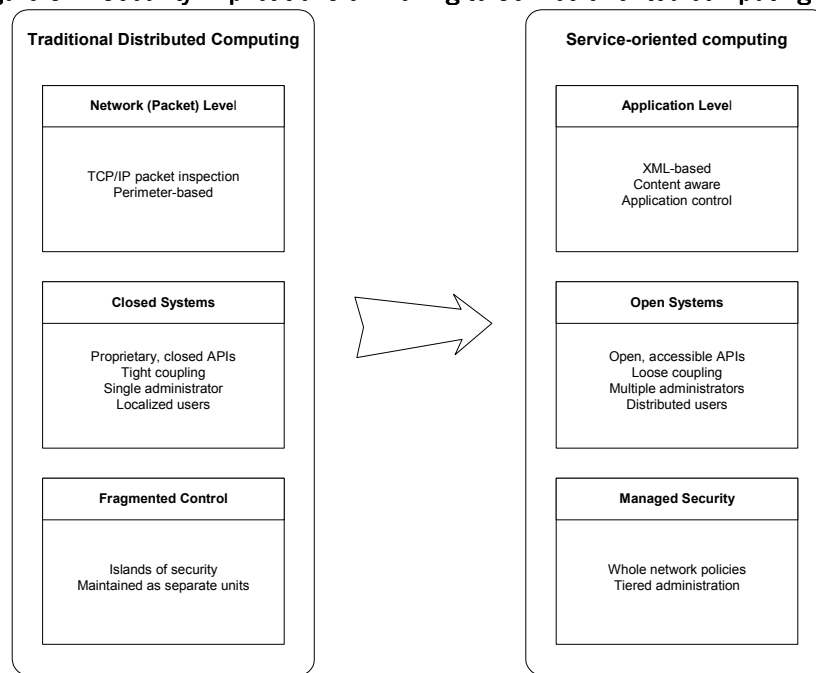 Traditional Distributed Computing
Network (Packet) Level
TCP/IP packet inspection
Perimeter-based
Closed Systems
Proprietary, closed APIs
Tight coupling
Single administrator
Localized users
Fragmented Control
Islands of security
Maintained as separate units
Service-oriented computing
Application Level
XML-based
Content aware
Application control
Open Systems
Open, accessible APIs
Loose coupling
Multiple administrators
Distributed users
Managed Security
Whole network policies
Tiered administration